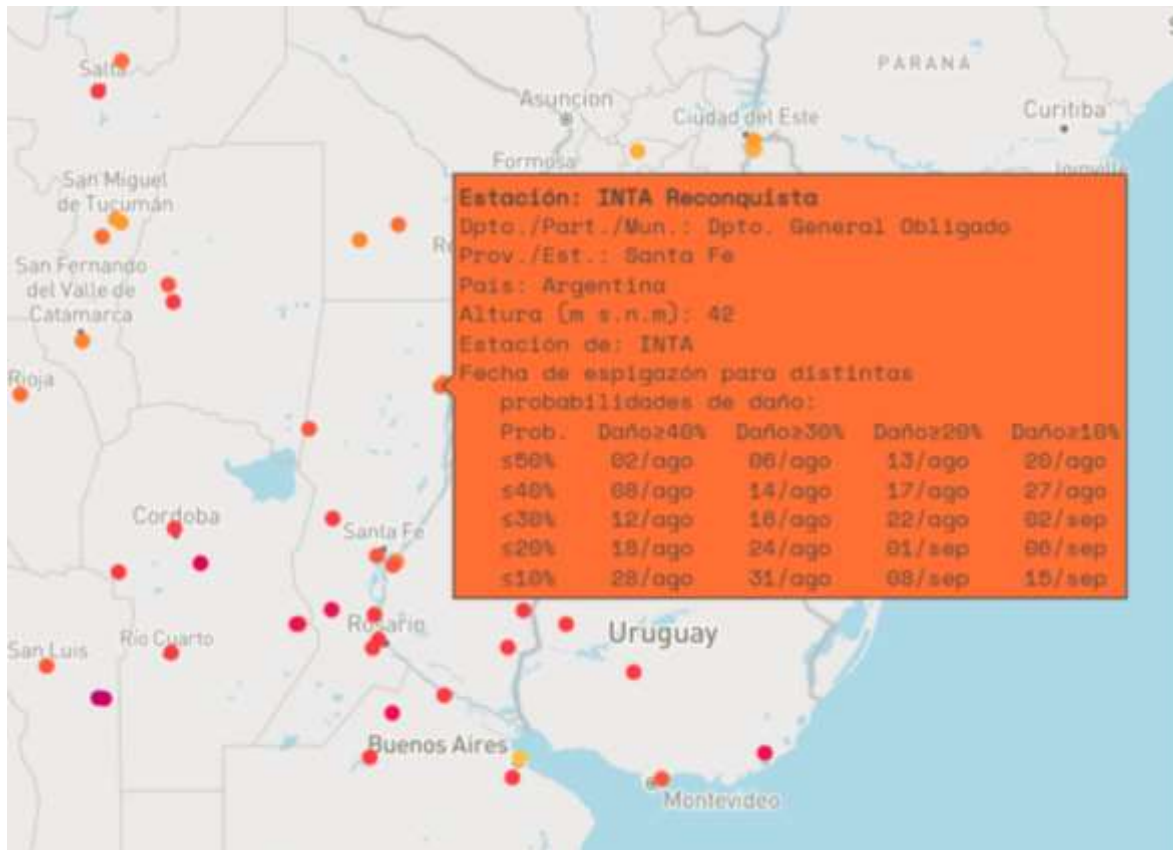 PARANÁ
Salta
Asuncion
Ciudad del Este
Curitiba
Formosa
San Miguel
de Tucumán
San Fernando
del Valle de
Catamarca
Rioja
Estación: INTA Reconquista
Dpto./Part./Mun.: Dpto. General Obligado
Prov./Est.: Santa Fe
País: Argentina
Altura (m s.n.m): 42
Estación de: INTA
Fecha de espigazón para distintas
probabilidades de daño:
Prob. Daño≥40% Daño≥30% Daño≥20% Daño≥10%
≤50% 02/ago 06/ago 13/ago 20/ago
≤40% 08/ago 14/ago 17/ago 27/ago
≤30% 12/ago 16/ago 22/ago 02/sep
≤20% 18/ago 24/ago 01/sep 06/sep
≤10% 28/ago 31/ago 08/sep 15/sep
Cordoba
Santa Fe
San Luis
Río Cuarto
Rosario
Uruguay
Buenos Aires
Montevideo